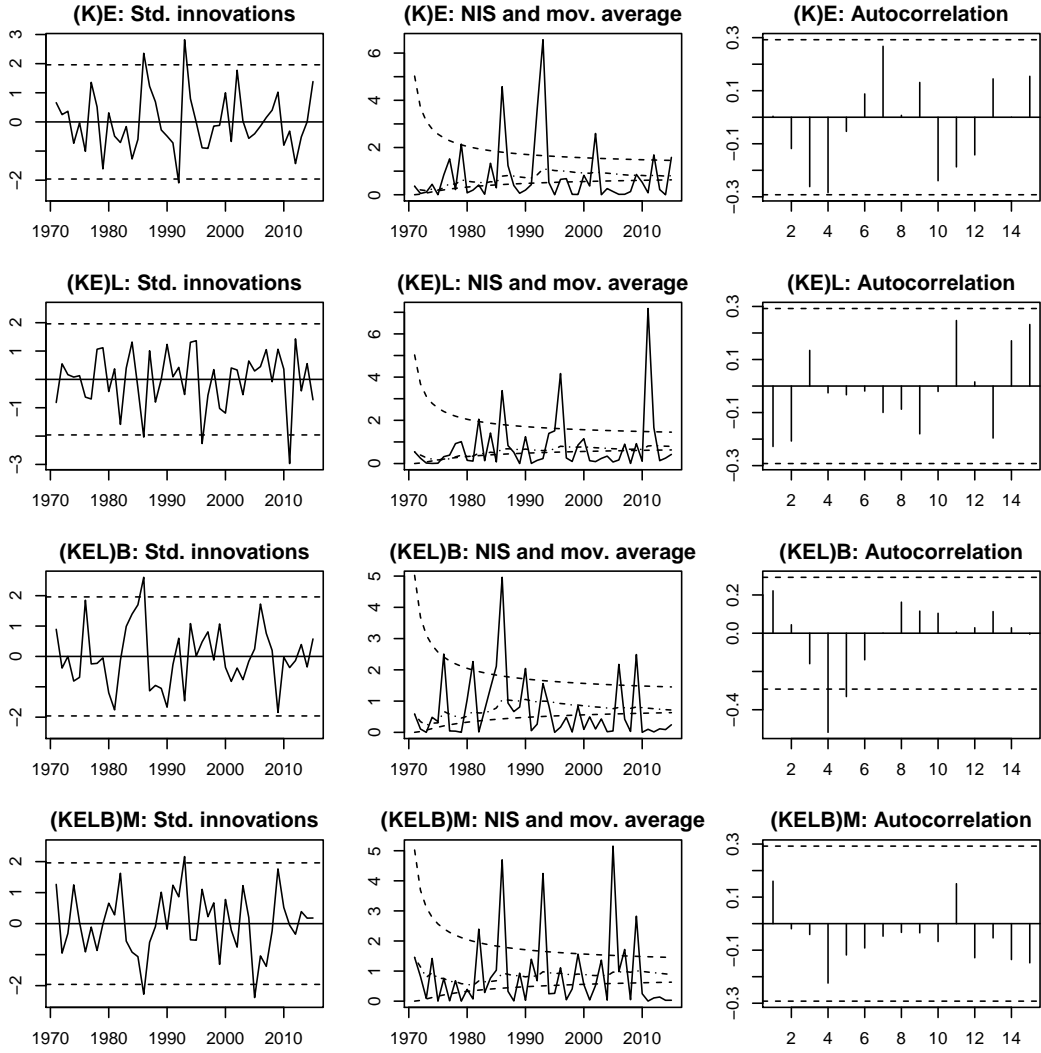 (K)E: Std. innovations
(K)E: NIS and mov. average
(K)E: Autocorrelation
3
2
1
0
−2
1970 1980 1990 2000 2010
6
4
2
0
1970 1980 1990 2000 2010
0.3
0.1
−0.1
−0.3
2 4 6 8 10 12 14
(KE)L: Std. innovations
(KE)L: NIS and mov. average
(KE)L: Autocorrelation
2
1
−1
−3
1970 1980 1990 2000 2010
6
4
2
0
1970 1980 1990 2000 2010
0.3
0.1
−0.1
−0.3
2 4 6 8 10 12 14
(KEL)B: Std. innovations
(KEL)B: NIS and mov. average
(KEL)B: Autocorrelation
2
1
0
−2
1970 1980 1990 2000 2010
5
4
3
2
1
0
1970 1980 1990 2000 2010
0.2
0.0
−0.4
2 4 6 8 10 12 14
(KELB)M: Std. innovations
(KELB)M: NIS and mov. average
(KELB)M: Autocorrelation
2
1
0
−2
1970 1980 1990 2000 2010
5
4
3
2
1
0
1970 1980 1990 2000 2010
0.3
0.1
−0.1
−0.3
2 4 6 8 10 12 14